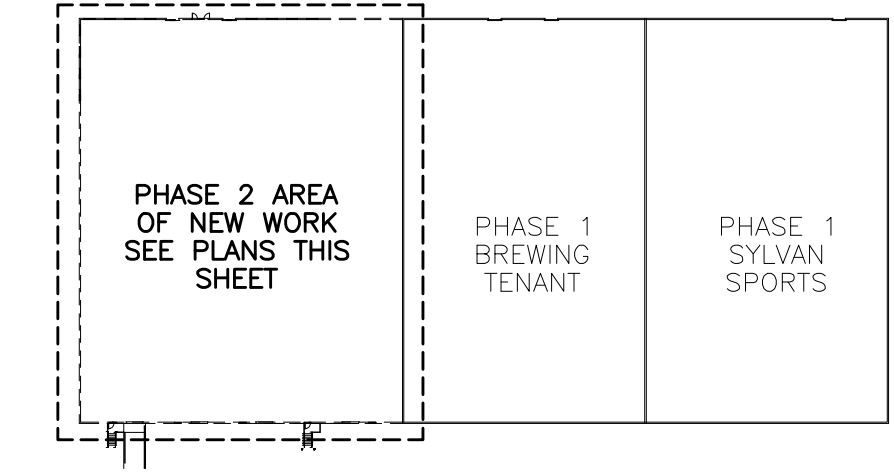 PHASE 2 AREA
OF NEW WORK
SEE PLANS THIS
SHEET
PHASE 1
BREWING
TENANT
PHASE 1
SYLVAN
SPORTS